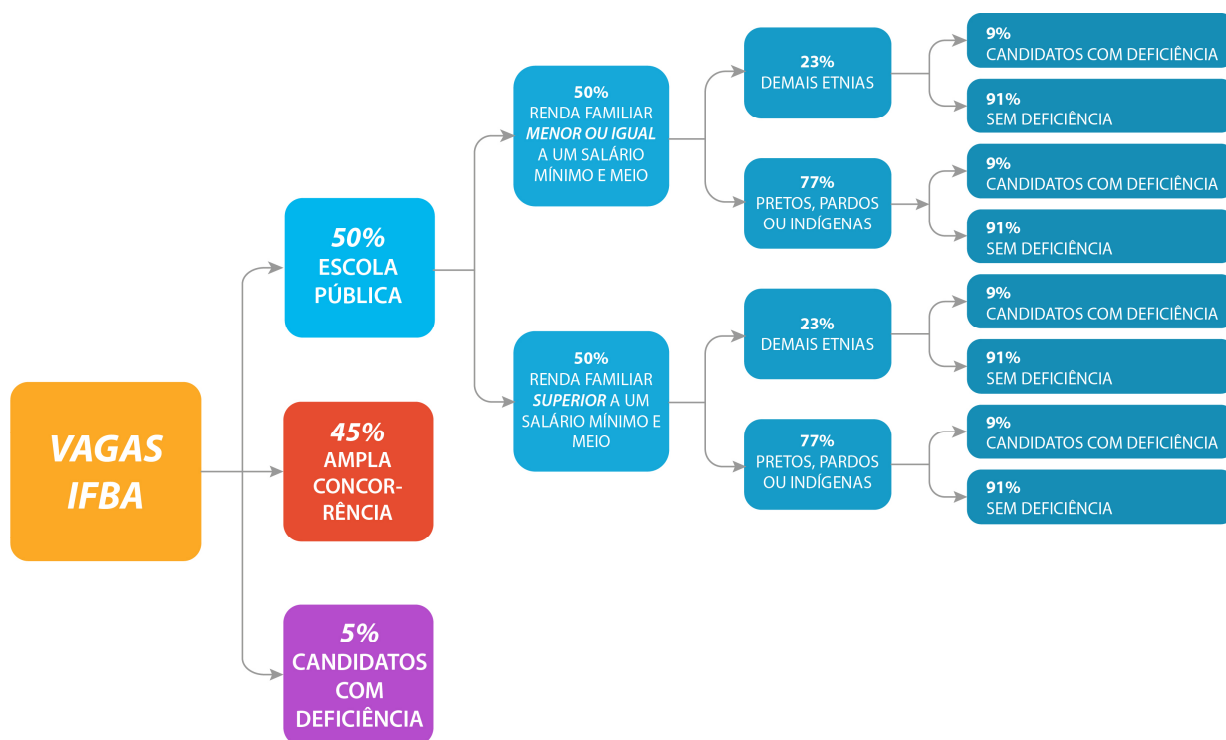 VAGAS
IFBA
50%
ESCOLA
PÚBLICA
45%
AMPLA
CONCOR-
RÊNCIA
5%
CANDIDATOS
COM
DEFICIÊNCIA
50%
RENDA FAMILIAR
MENOR OU IGUAL
A UM SALÁRIO
MÍNIMO E MEIO
50%
RENDA FAMILIAR
SUPERIOR A UM
SALÁRIO MÍNIMO E
MEIO
23%
DEMAIS ETNIAS
77%
PRETOS, PARDOS
OU INDÍGENAS
23%
DEMAIS ETNIAS
77%
PRETOS, PARDOS
OU INDÍGENAS
9%
CANDIDATOS COM DEFICIÊNCIA
91%
SEM DEFICIÊNCIA
9%
CANDIDATOS COM DEFICIÊNCIA
91%
SEM DEFICIÊNCIA
9%
CANDIDATOS COM DEFICIÊNCIA
91%
SEM DEFICIÊNCIA
9%
CANDIDATOS COM DEFICIÊNCIA
91%
SEM DEFICIÊNCIA